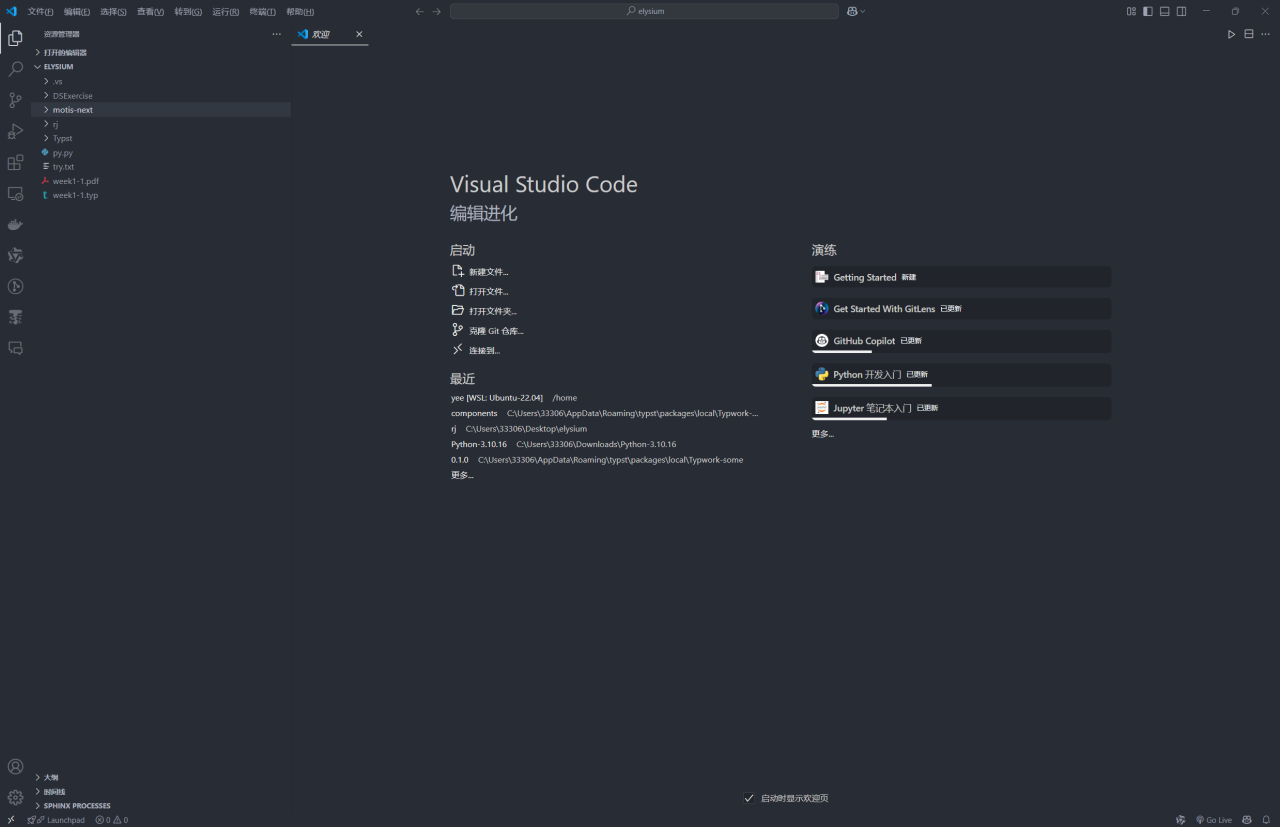 文件(F) 编辑(E) 选择(S) 查看(V) 转到(G) 运行(R) 终端(T) 帮助(H)
elysium
资源管理器
打开的编辑器
ELYSIUM
.vs
DSExercise
motis-next
rj
Typst
py.py
try.txt
week1-1.pdf
week1-1.typ
大纲
时间线
SPHINX PROCESSES
欢迎
Visual Studio Code
编辑进化
启动
新建文件...
打开文件...
打开文件夹...
克隆 Git 仓库...
连接到...
最近
yee [WSL: Ubuntu-22.04] /home
components C:\Users\33306\AppData\Roaming\typst\packages\local\Typwork-...
rj C:\Users\33306\Desktop\elysium
Python-3.10.16 C:\Users\33306\Downloads\Python-3.10.16
0.1.0 C:\Users\33306\AppData\Roaming\typst\packages\local\Typwork-some
更多...
演练
Getting Started 新建
Get Started With GitLens 已更新
GitHub Copilot 已更新
Python 开发入门 已更新
Jupyter 笔记本入门 已更新
更多...
启动时显示欢迎页
Launchpad 0 0 Go Live